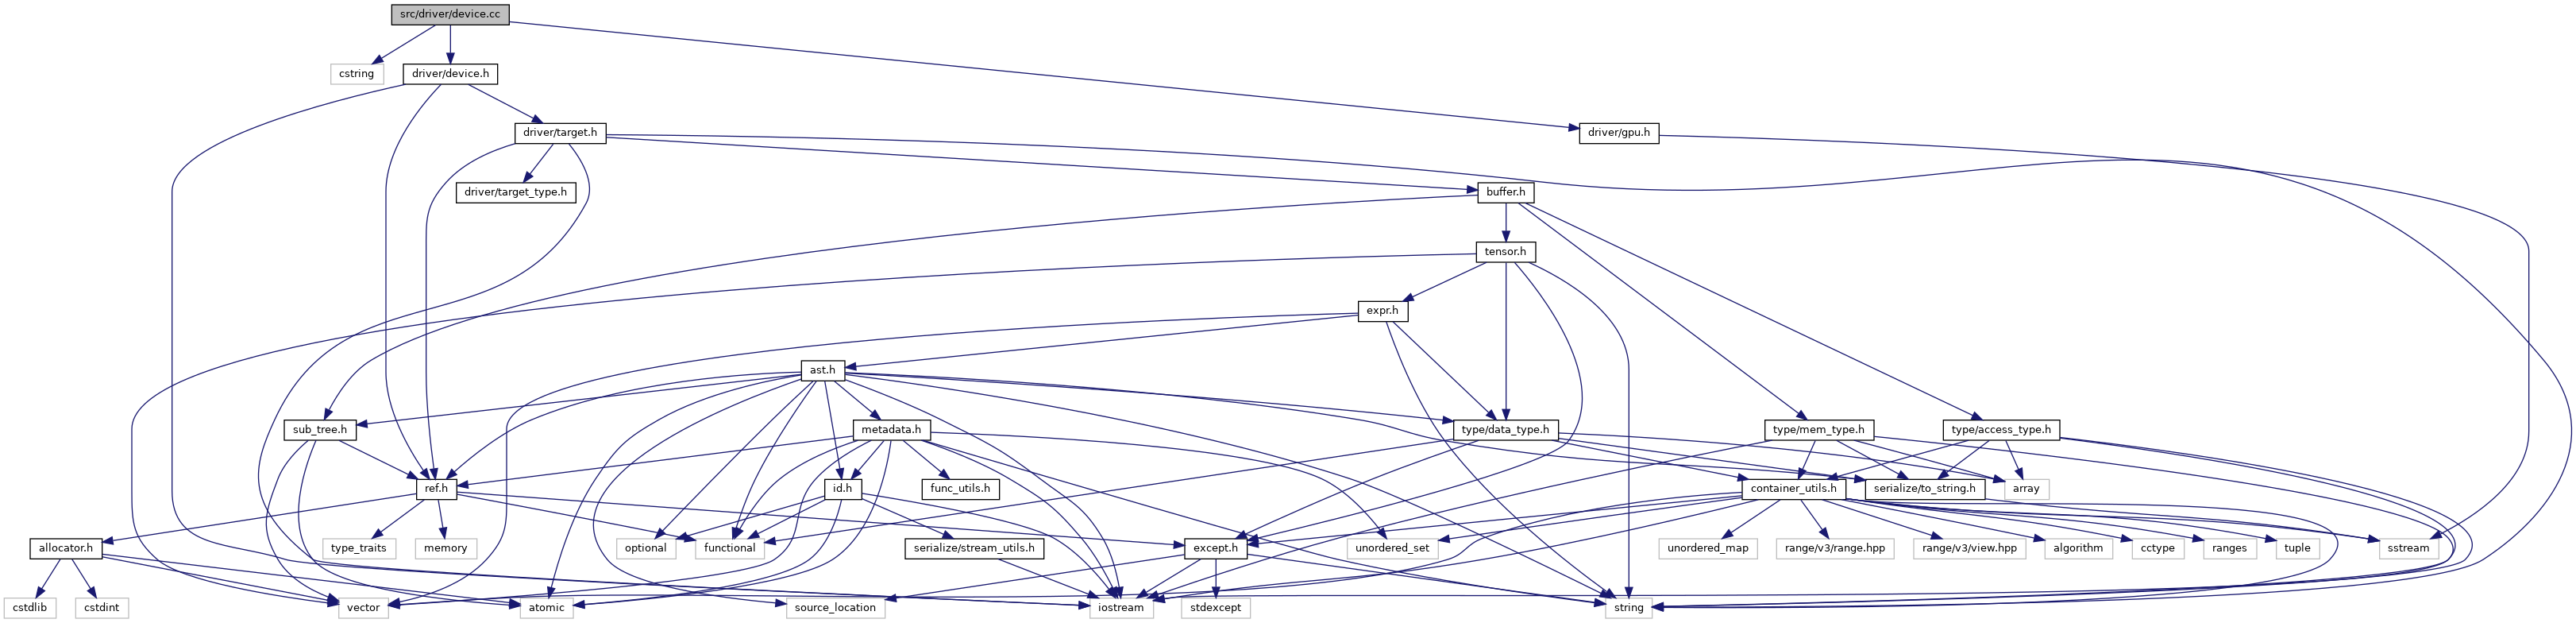 src/driver/device.cc
cstring
driver/device.h
driver/target.h
driver/gpu.h
driver/target_type.h
buffer.h
tensor.h
expr.h
ast.h
sub_tree.h
metadata.h
type/data_type.h
type/mem_type.h
type/access_type.h
ref.h
id.h
func_utils.h
container_utils.h
serialize/to_string.h
array
allocator.h
type_traits
memory
optional
functional
serialize/stream_utils.h
except.h
unordered_set
unordered_map
range/v3/range.hpp
range/v3/view.hpp
algorithm
cctype
ranges
tuple
sstream
cstdlib
cstdint
vector
atomic
source_location
iostream
stdexcept
string